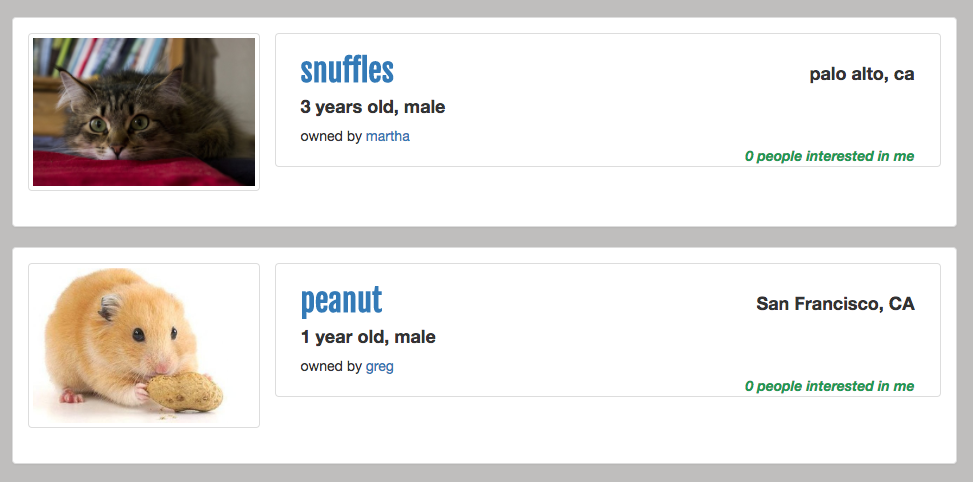 snuffles
palo alto, ca
3 years old, male
owned by martha
0 people interested in me
peanut
San Francisco, CA
1 year old, male
owned by greg
0 people interested in me